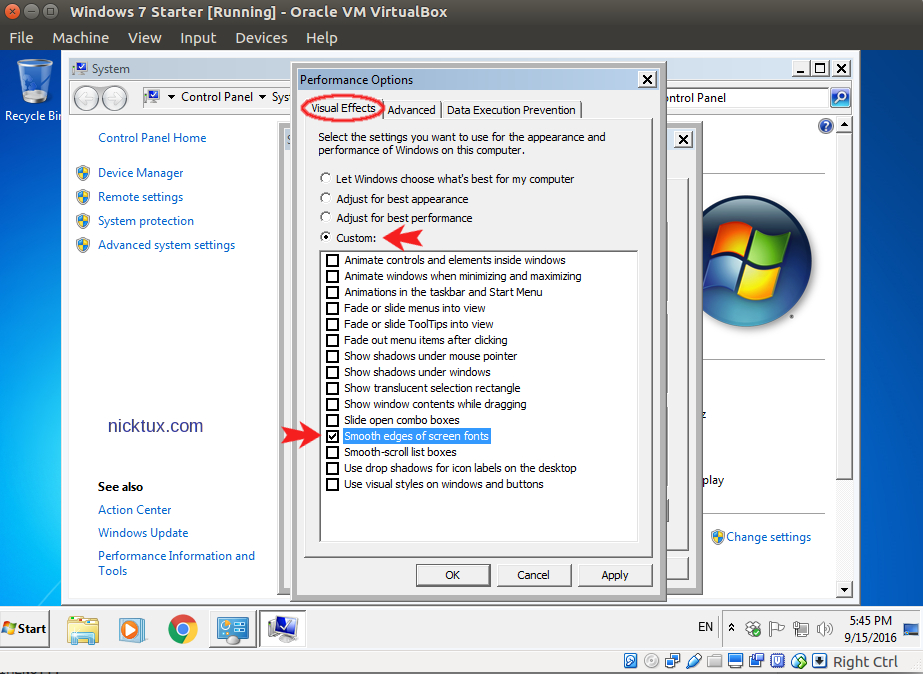 Windows 7 Starter [Running] - Oracle VM VirtualBox
File Machine View Input Devices Help
Recycle Bin
System
Control Panel
Control Panel Home
Device Manager
Remote settings
System protection
Advanced system settings
nicktux.com
See also
Action Center
Windows Update
Performance Information and
Tools
Performance Options
Visual Effects Advanced Data Execution Prevention
Select the settings you want to use for the appearance and
performance of Windows on this computer.
Let Windows choose what's best for my computer
Adjust for best appearance
Adjust for best performance
Custom:
Animate controls and elements inside windows
Animate windows when minimizing and maximizing
Animations in the taskbar and Start Menu
Fade or slide menus into view
Fade or slide ToolTips into view
Fade out menu items after clicking
Show shadows under mouse pointer
Show shadows under windows
Show translucent selection rectangle
Show window contents while dragging
Slide open combo boxes
Smooth edges of screen fonts
Smooth-scroll list boxes
Use drop shadows for icon labels on the desktop
Use visual styles on windows and buttons
OK Cancel Apply
ontrol Panel
play
Change settings
Start
EN
5:45 PM
9/15/2016
Right Ctrl